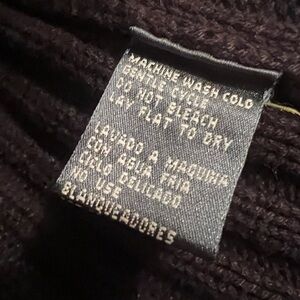 MACHINE WASH COLD
GENTLE CYCLE
DO NOT BLEACH
LAY FLAT TO DRY
LAVADO A MAQUINA
CON AGUA FRIA
CICLO DELICADO
NO USE
BLANQUEADORES